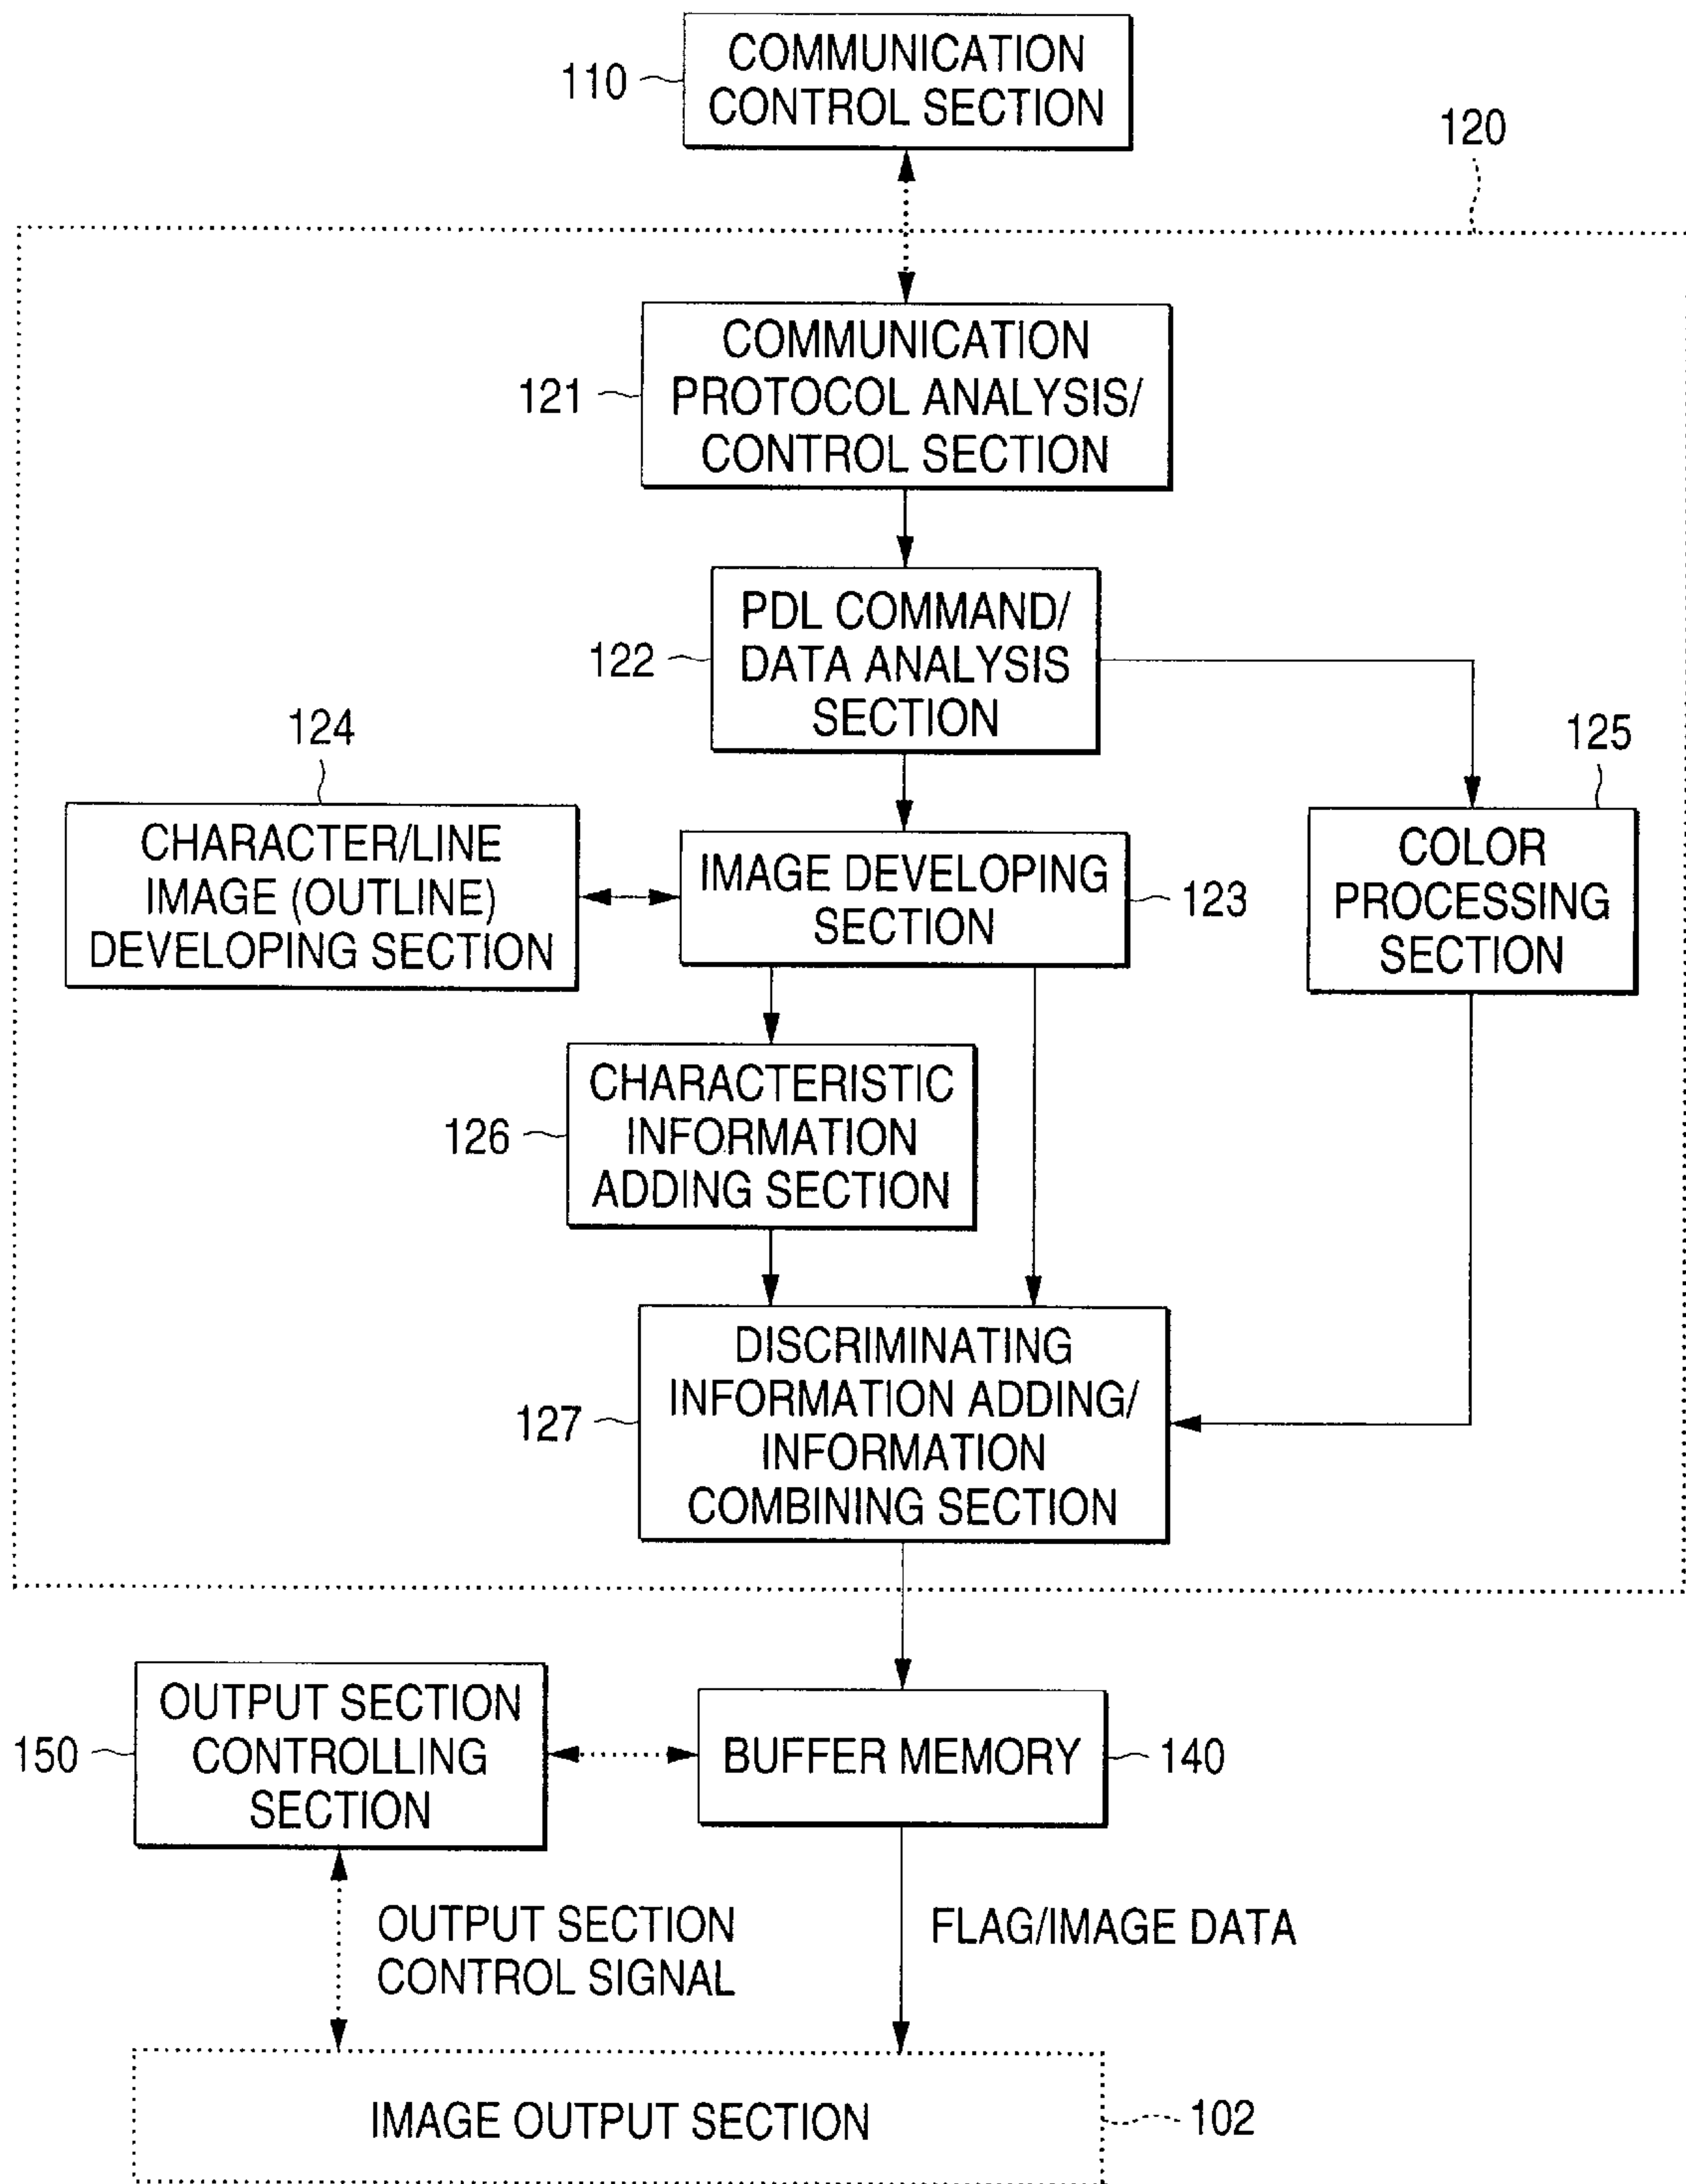 COMMUNICATION
CONTROL SECTION
110
120
COMMUNICATION
PROTOCOL ANALYSIS/
CONTROL SECTION
121
PDL COMMAND/
DATA ANALYSIS
SECTION
122
124
125
CHARACTER/LINE
IMAGE (OUTLINE)
DEVELOPING SECTION
IMAGE DEVELOPING
SECTION
123
COLOR
PROCESSING
SECTION
CHARACTERISTIC
INFORMATION
ADDING SECTION
126
DISCRIMINATING
INFORMATION ADDING/
INFORMATION
COMBINING SECTION
127
OUTPUT SECTION
CONTROLLING
SECTION
150
BUFFER MEMORY
140
OUTPUT SECTION
CONTROL SIGNAL
FLAG/IMAGE DATA
IMAGE OUTPUT SECTION
102